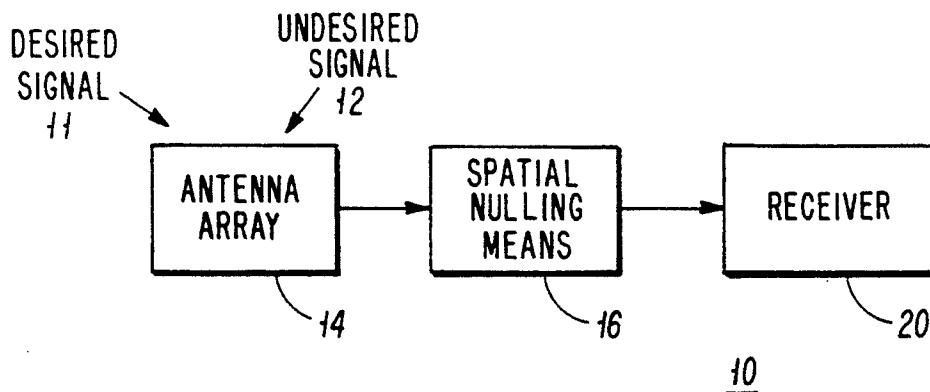 DESIRED
SIGNAL
11
UNDESIRED
SIGNAL
12
ANTENNA
ARRAY
SPATIAL
NULLING
MEANS
RECEIVER
14
16
20
10